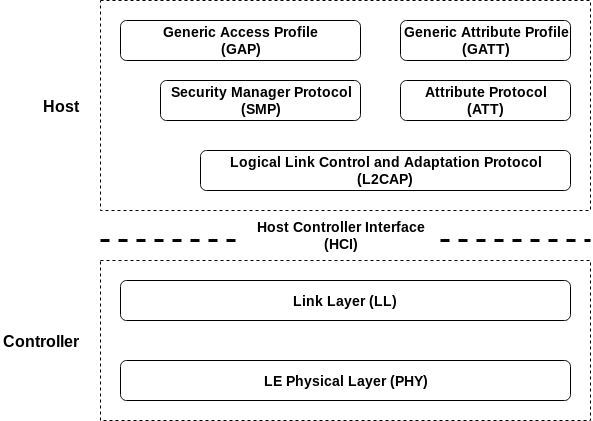 Generic Access Profile
(GAP)
Generic Attribute Profile
(GATT)
Security Manager Protocol
(SMP)
Attribute Protocol
(ATT)
Host
Logical Link Control and Adaptation Protocol
(L2CAP)
Host Controller Interface
(HCI)
Link Layer (LL)
Controller
LE Physical Layer (PHY)